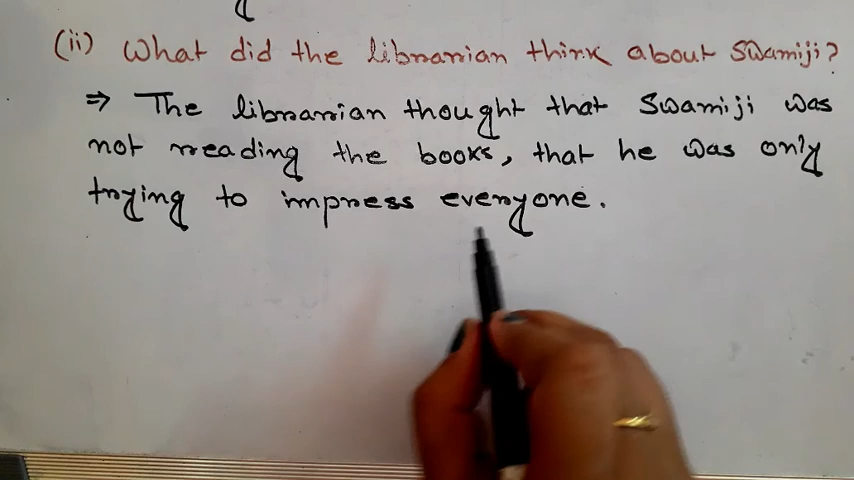 (ii) What did the librarian think about Swamiji?
⇒ The librarian thought that Swamiji was
not reading the books, that he was only
trying to impress everyone.